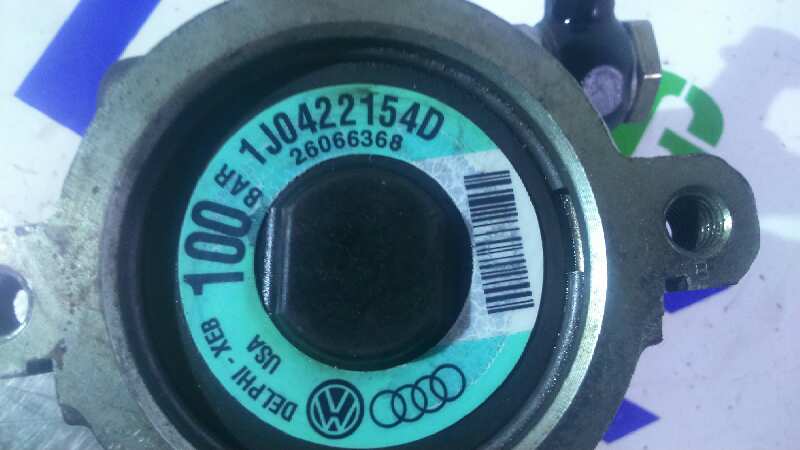 1J0422154D
26066368
100
BAR
DELPHI - XEB
USA